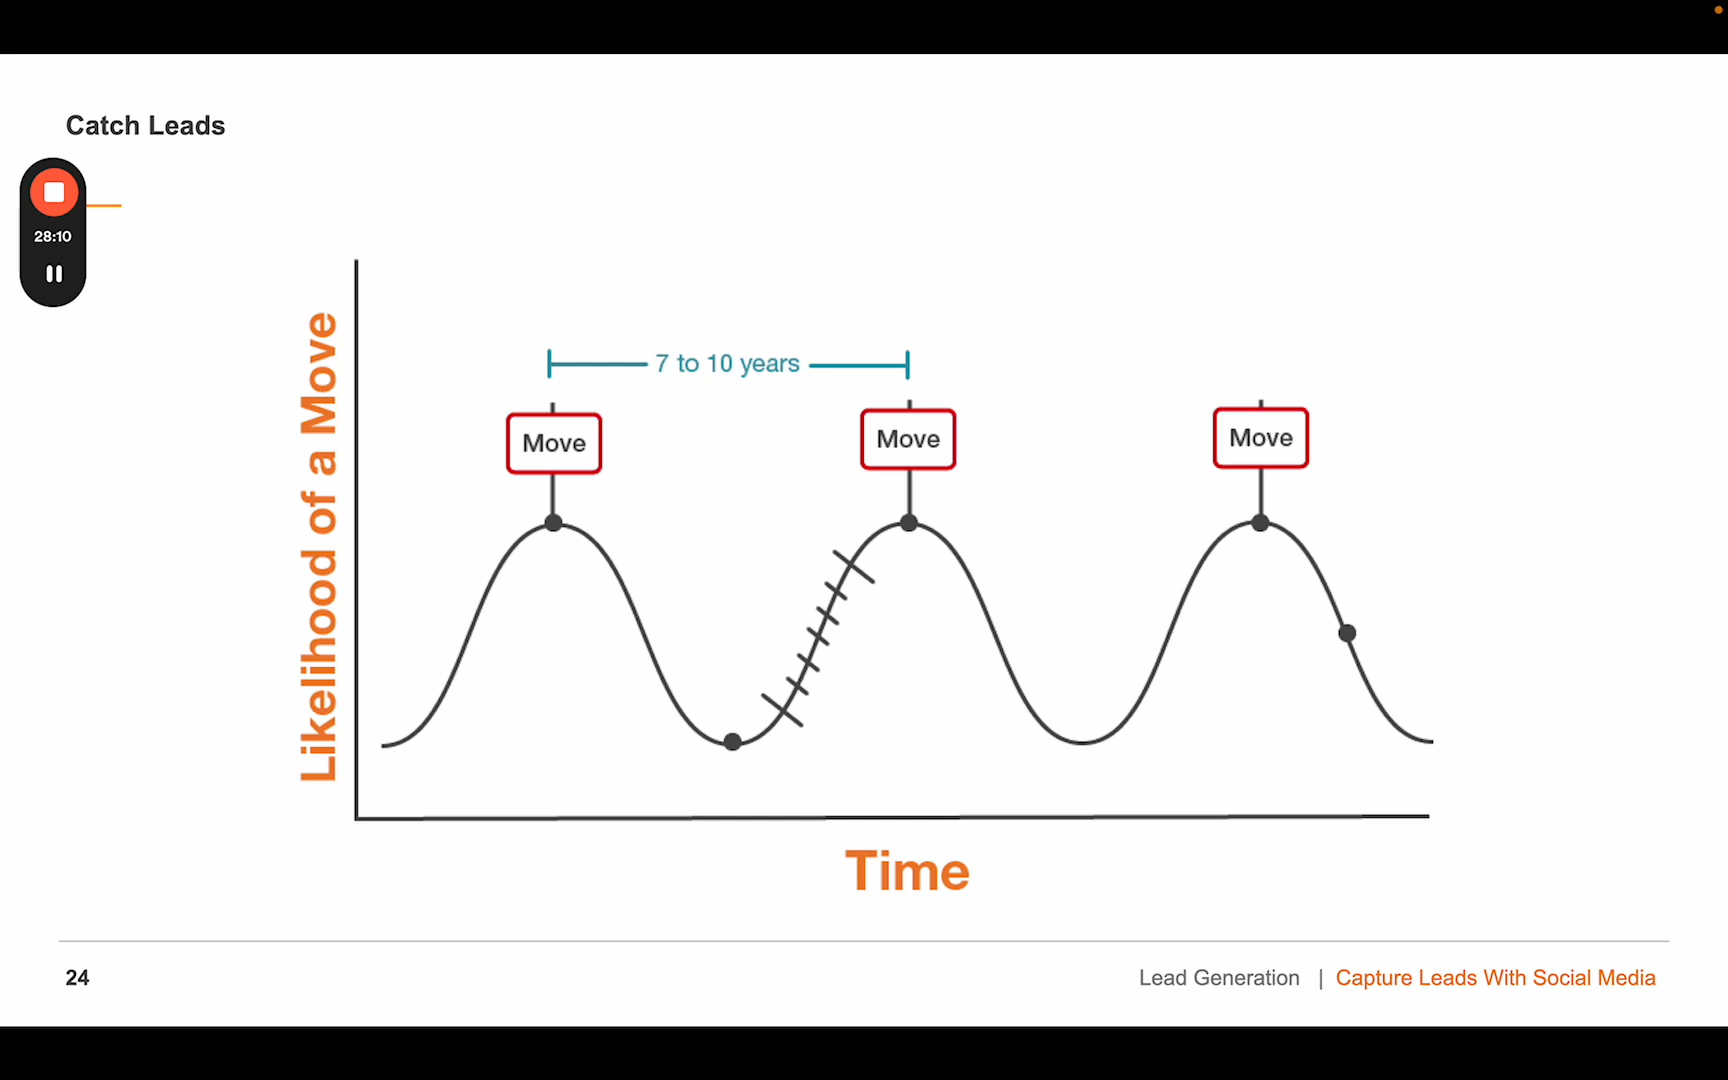 Catch Leads
28:10
Likelihood of a Move
7 to 10 years
Move
Move
Move
Time
24
Lead Generation | Capture Leads With Social Media